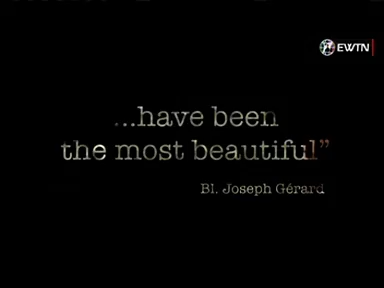 EWTN
...have been
the most beautiful”
Bl. Joseph Gérard